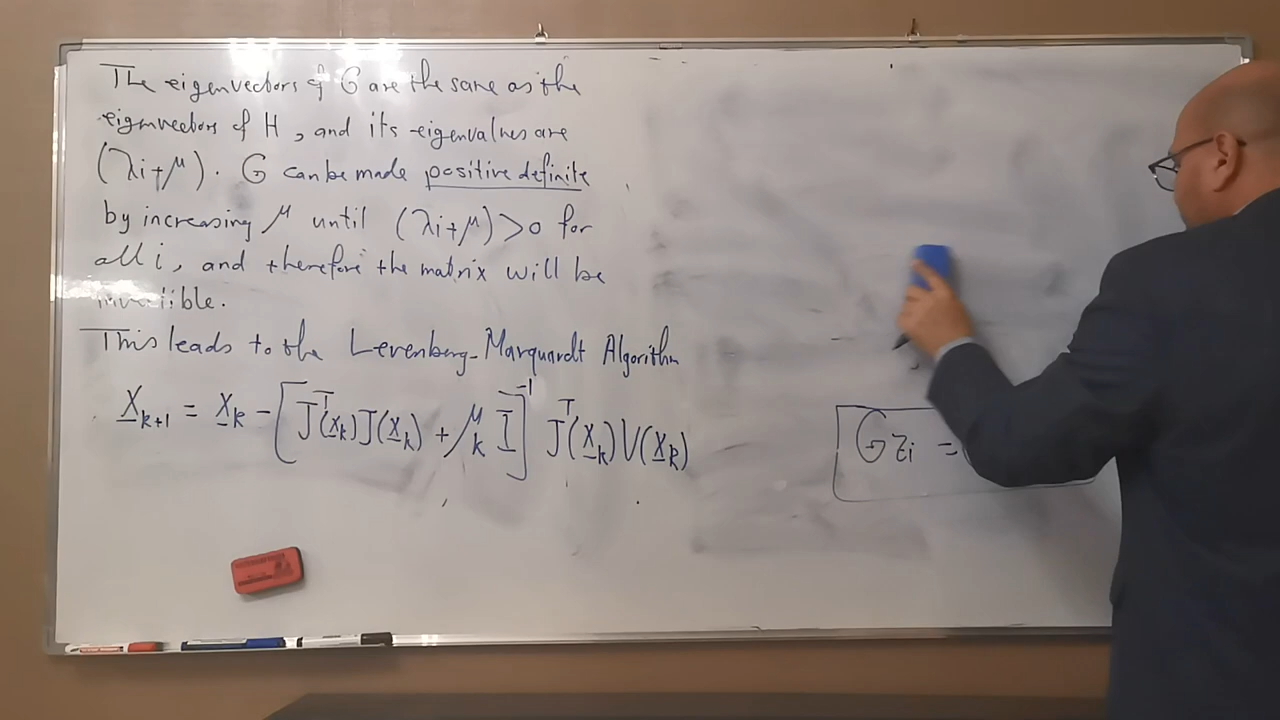 The eigenvectors of G are the same as the
eigenvectors of H, and its eigenvalues are
(λi+μ). G can be made positive definite
by increasing μ until (λi+μ)>0 for
all i, and therefore the matrix will be
invertible.
This leads to the Levenberg-Marquardt Algorithm
X_{k+1} = X_k - [J^T(X_k)J(X_k) + μ_k I]^{-1} J^T(X_k)V(X_k)
Gz_i =